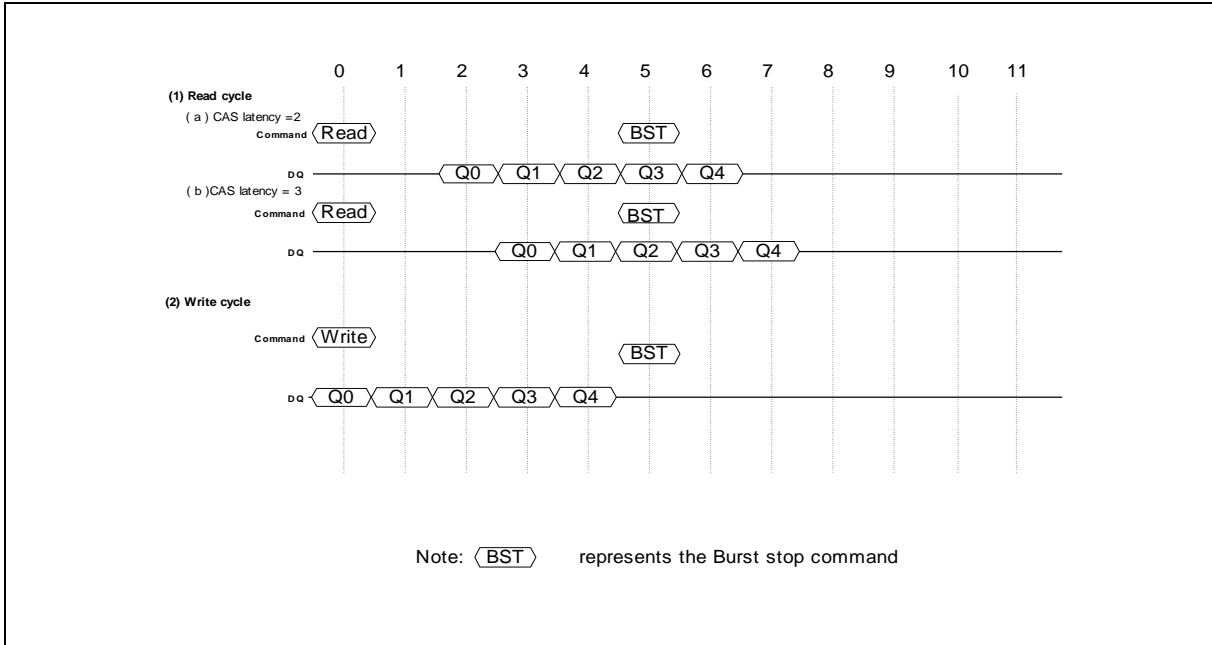 0 1 2 3 4 5 6 7 8 9 10 11
(1) Read cycle
( a ) CAS latency =2
Command Read BST
DQ Q0 Q1 Q2 Q3 Q4
( b )CAS latency = 3
Command Read BST
DQ Q0 Q1 Q2 Q3 Q4
(2) Write cycle
Command Write BST
DQ Q0 Q1 Q2 Q3 Q4
Note: BST represents the Burst stop command